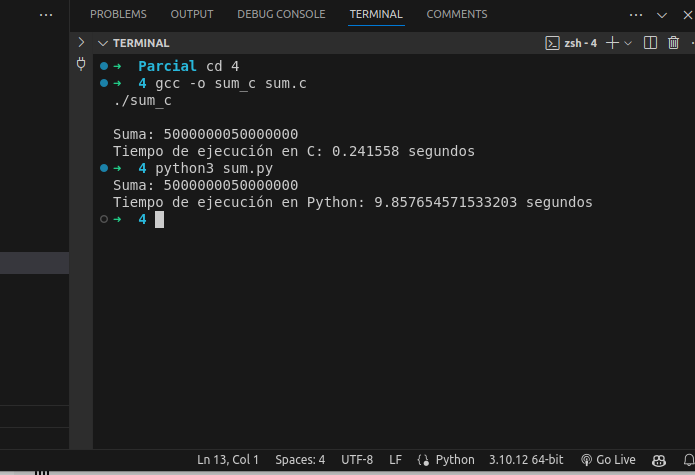 PROBLEMS OUTPUT DEBUG CONSOLE TERMINAL COMMENTS
TERMINAL zsh - 4
Parcial cd 4
4 gcc -o sum_c sum.c
./sum_c
Suma: 5000000050000000
Tiempo de ejecución en C: 0.241558 segundos
4 python3 sum.py
Suma: 5000000050000000
Tiempo de ejecución en Python: 9.857654571533203 segundos
4
Ln 13, Col 1 Spaces: 4 UTF-8 LF Python 3.10.12 64-bit Go Live